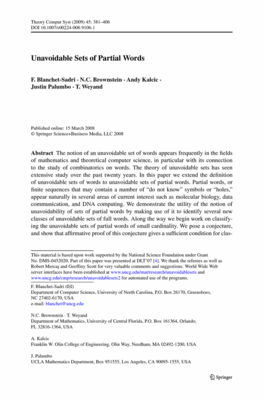 Theory Comput Syst (2009) 45: 381–406
DOI 10.1007/s00224-008-9106-1
Unavoidable Sets of Partial Words
F. Blanchet-Sadri · N.C. Brownstein · Andy Kalcic ·
Justin Palumbo · T. Weyand
Published online: 15 March 2008
© Springer Science+Business Media, LLC 2008
Abstract The notion of an unavoidable set of words appears frequently in the fields
of mathematics and theoretical computer science, in particular with its connection
to the study of combinatorics on words. The theory of unavoidable sets has seen
extensive study over the past twenty years. In this paper we extend the definition
of unavoidable sets of words to unavoidable sets of partial words. Partial words, or
finite sequences that may contain a number of “do not know” symbols or “holes,”
appear naturally in several areas of current interest such as molecular biology, data
communication, and DNA computing. We demonstrate the utility of the notion of
unavoidability of sets of partial words by making use of it to identify several new
classes of unavoidable sets of full words. Along the way we begin work on classify-
ing the unavoidable sets of partial words of small cardinality. We pose a conjecture,
and show that affirmative proof of this conjecture gives a sufficient condition for clas-
This material is based upon work supported by the National Science Foundation under Grant
No. DMS-0452020. Part of this paper was presented at DLT'07 [4]. We thank the referees as well as
Robert Mercaş and Geoffrey Scott for very valuable comments and suggestions. World Wide Web
server interfaces have been established at www.uncg.edu/mat/research/unavoidablesets and
www.uncg.edu/cmp/research/unavoidablesets2 for automated use of the programs.
F. Blanchet-Sadri
Department of Computer Science, University of North Carolina, P.O. Box 26170, Greensboro,
NC 27402-6170, USA
e-mail: blanchet@uncg.edu
N.C. Brownstein
Department of Mathematics, University of Central Florida, P.O. Box 161364, Orlando,
FL 32816-1364, USA
A. Kalcic
Franklin W. Olin College of Engineering, Olin Way, Needham, MA 02492-1200, USA
J. Palumbo
UCLA Mathematics Department, Box 951555, Los Angeles, CA 90095-1555, USA
Springer